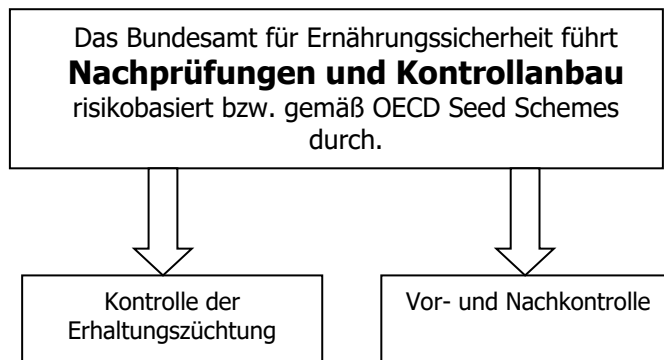 Das Bundesamt für Ernährungssicherheit führt
Nachprüfungen und Kontrollanbau
risikobasiert bzw. gemäß OECD Seed Schemes
durch.
Kontrolle der
Erhaltungszüchtung
Vor- und Nachkontrolle